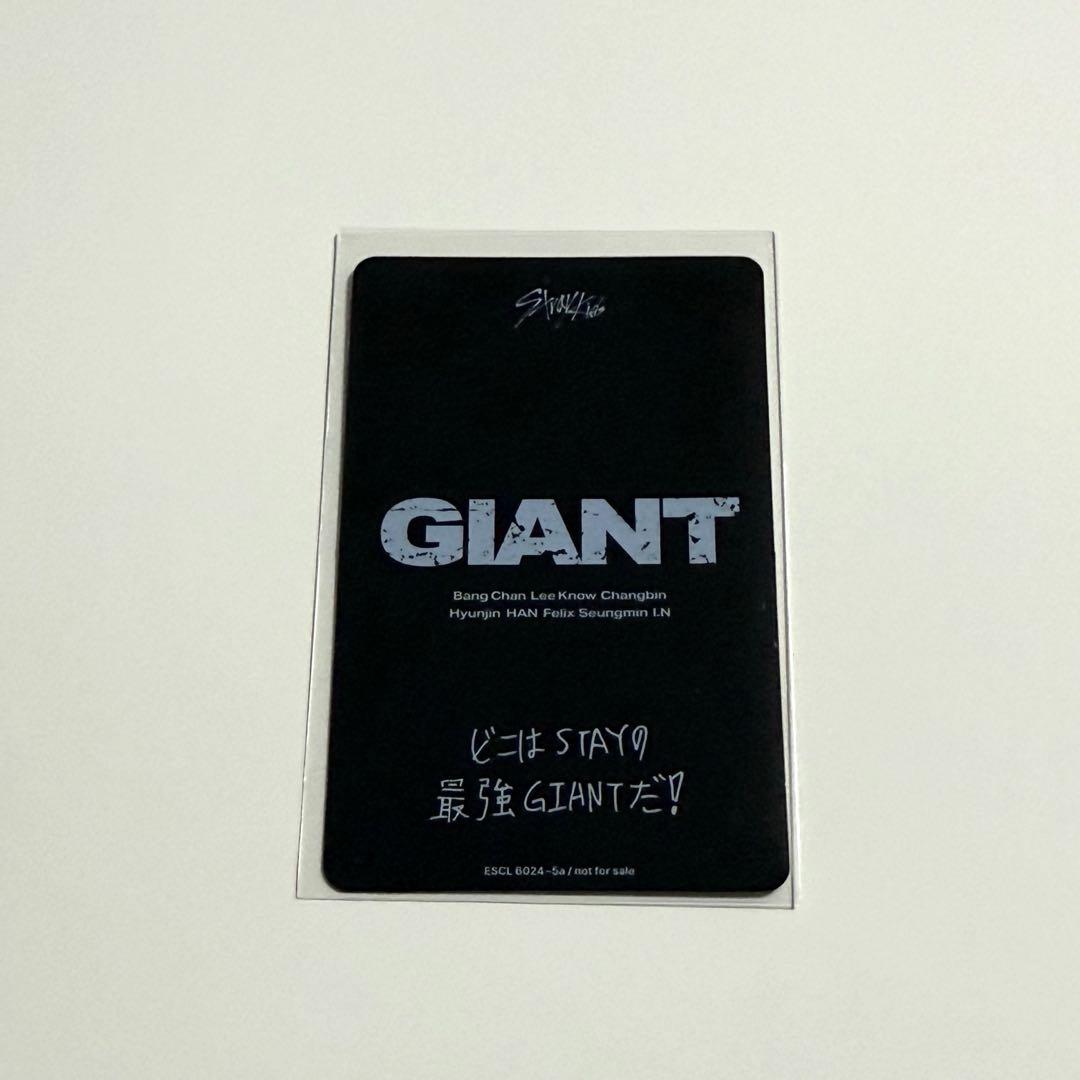 Stray Kids
GIANT
Bang Chan Lee Know Changbin
Hyunjin HAN Felix Seungmin I.N
どこは STAYの
最強 GIANTだ!
ESCL 6024~5a / not for sale